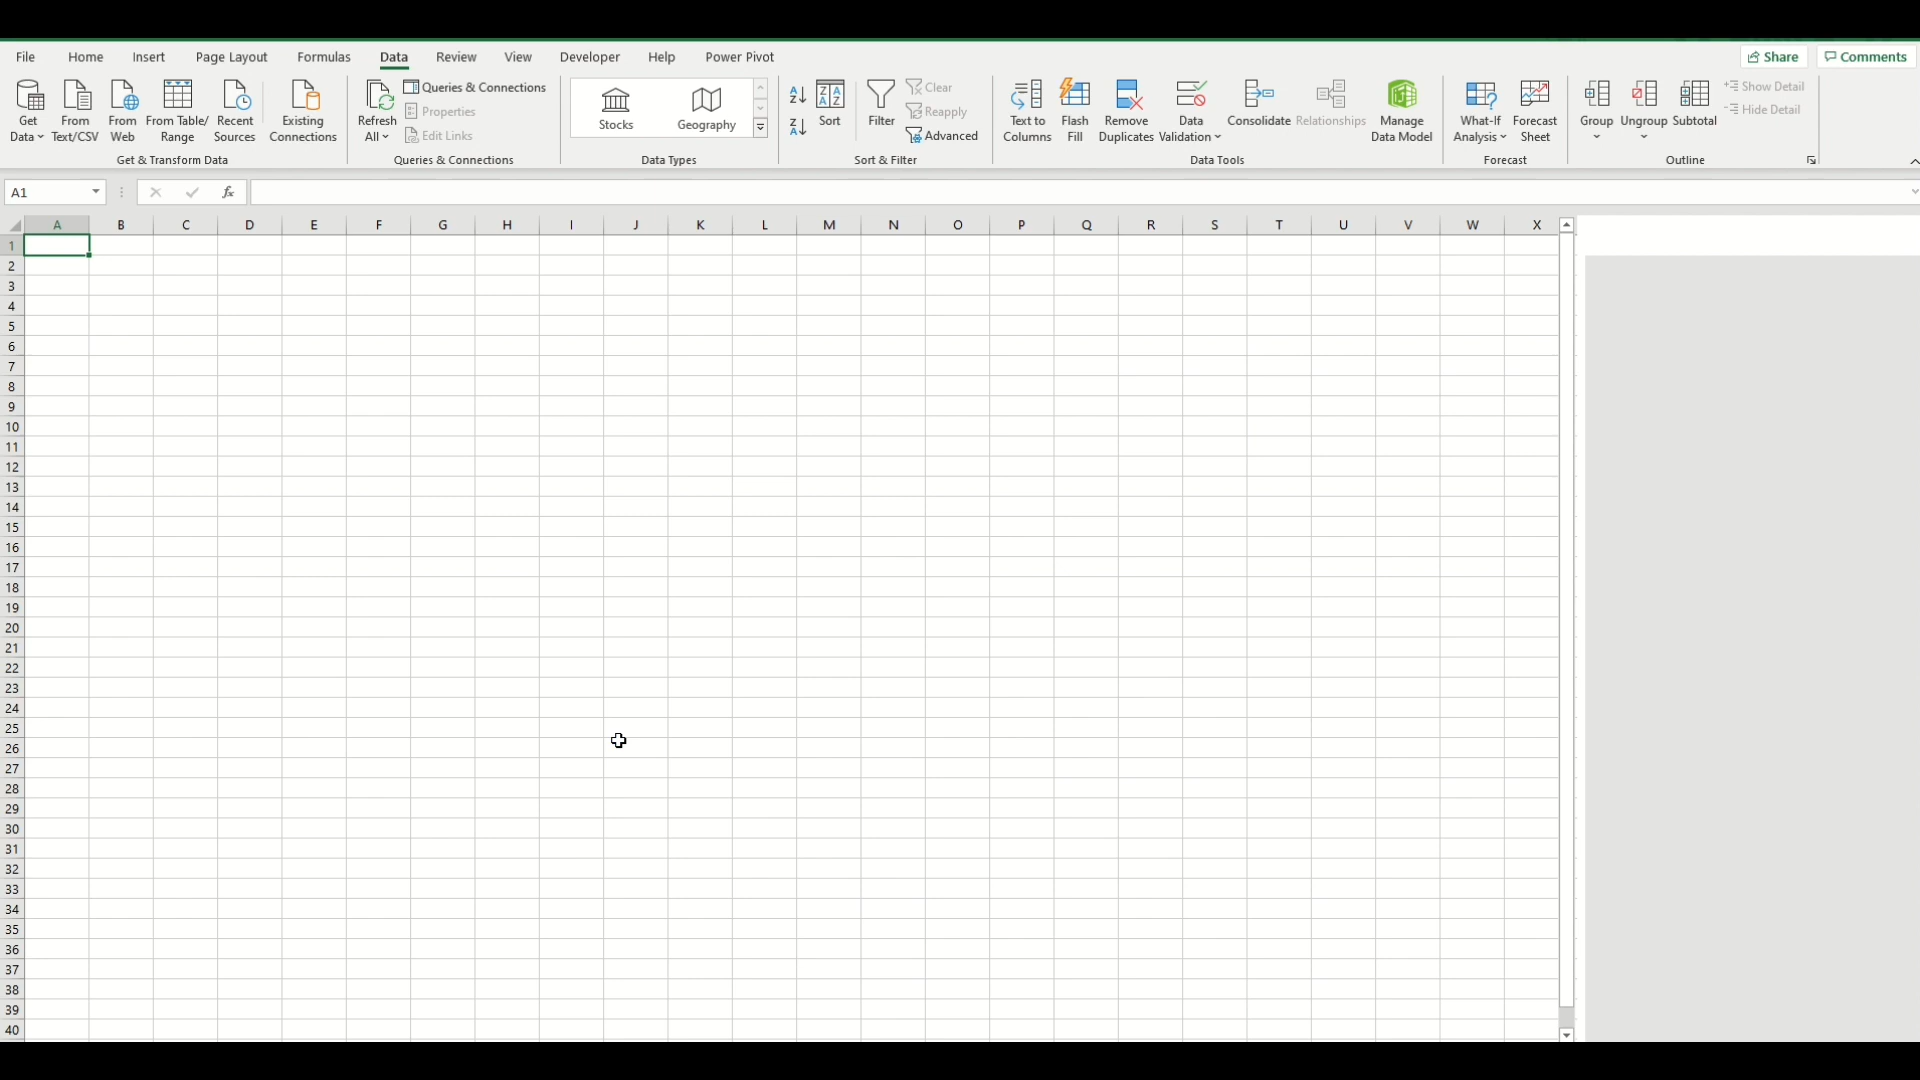 File Home Insert Page Layout Formulas Data Review View Developer Help Power Pivot Share Comments
Get Data From Text/CSV From Web From Table/ Range Recent Sources Existing Connections
Get & Transform Data
Refresh All Queries & Connections
Properties
Edit Links
Queries & Connections
Stocks Geography
Data Types
A Z Z A Sort Filter Clear
Reapply
Advanced
Sort & Filter
Text to Columns Flash Fill Remove Duplicates Data Validation Consolidate Relationships Manage Data Model
Data Tools
What-If Analysis Forecast Sheet
Forecast
Group Ungroup Subtotal Show Detail
Hide Detail
Outline
A1 fx
A B C D E F G H I J K L M N O P Q R S T U V W X
1
2
3
4
5
6
7
8
9
10
11
12
13
14
15
16
17
18
19
20
21
22
23
24
25
26
27
28
29
30
31
32
33
34
35
36
37
38
39
40